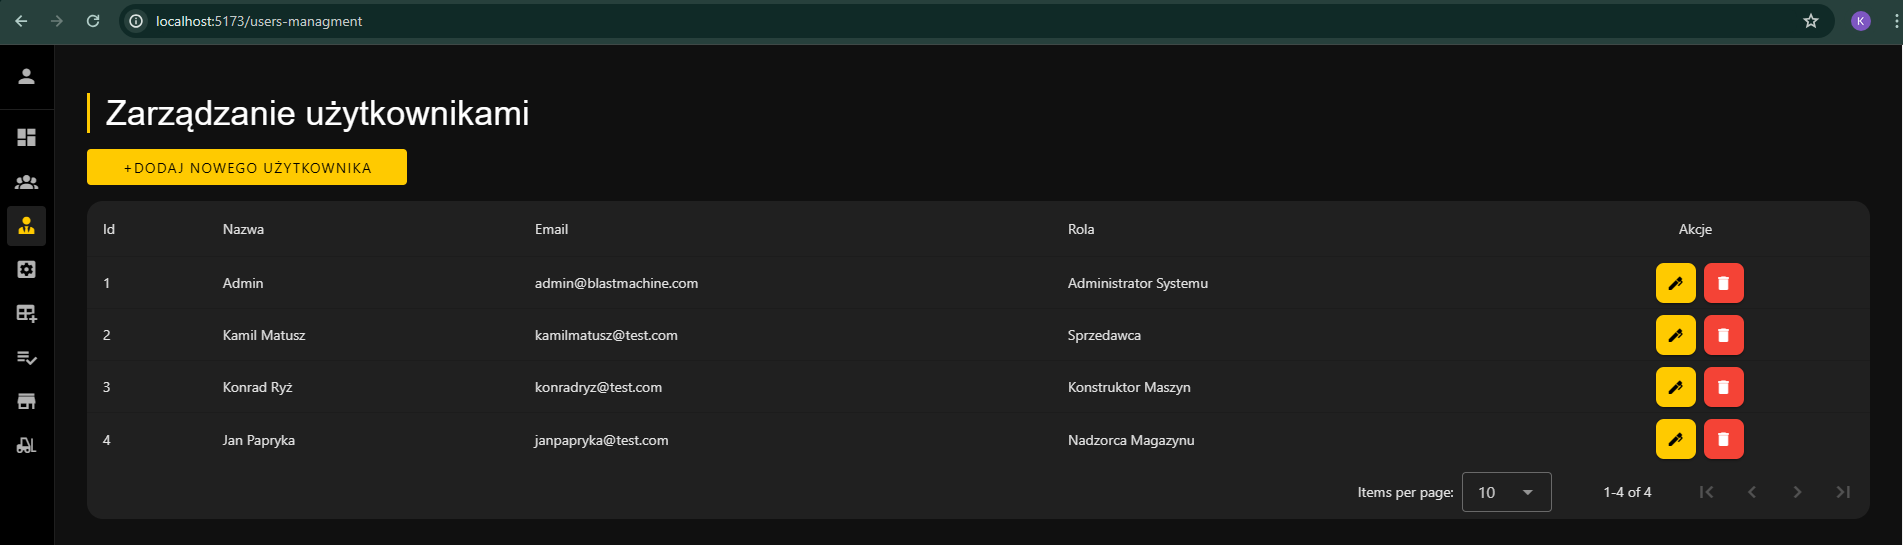 localhost:5173/users-managment
K
Zarządzanie użytkownikami
+DODAJ NOWEGO UŻYTKOWNIKA
Id Nazwa Email Rola Akcje
1 Admin admin@blastmachine.com Administrator Systemu
2 Kamil Matusz kamilmatusz@test.com Sprzedawca
3 Konrad Ryż konradryz@test.com Konstruktor Maszyn
4 Jan Papryka janpapryka@test.com Nadzorca Magazynu
Items per page: 10 1-4 of 4